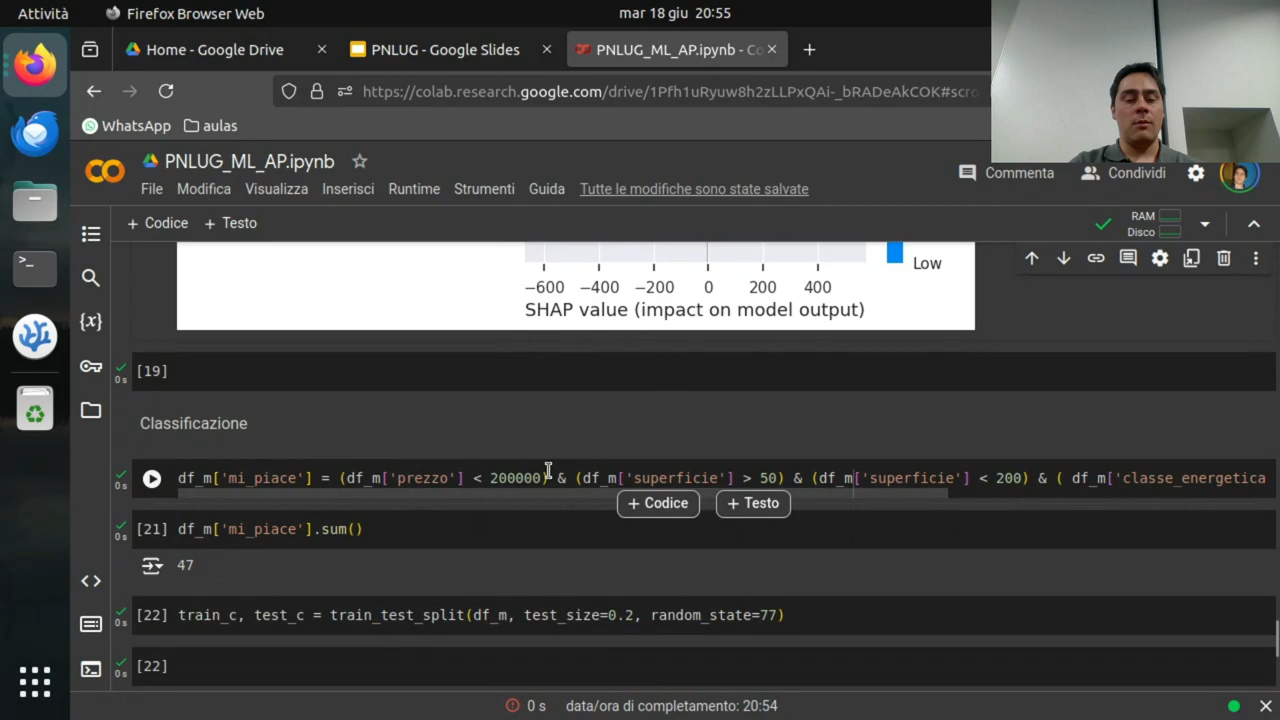 Attività
Firefox Browser Web
mar 18 giu 20:55
Home - Google Drive
PNLUG - Google Slides
PNLUG_ML_AP.ipynb - Co
https://colab.research.google.com/drive/1Pfh1uRyuw8h2zLLPxQAi-_bRADeAkCOK#scro
WhatsApp
aulas
PNLUG_ML_AP.ipynb
File Modifica Visualizza Inserisci Runtime Strumenti Guida Tutte le modifiche sono state salvate
Commenta
Condividi
+ Codice + Testo
RAM
Disco
Low
−600 −400 −200 0 200 400
SHAP value (impact on model output)
0s
[19]
Classificazione
0s
df_m['mi_piace'] = (df_m['prezzo'] < 200000) & (df_m['superficie'] > 50) & (df_m['superficie'] < 200) & ( df_m['classe_energetica
+ Codice + Testo
0s
[21] df_m['mi_piace'].sum()
47
0s
[22] train_c, test_c = train_test_split(df_m, test_size=0.2, random_state=77)
0s
[22]
0 s data/ora di completamento: 20:54